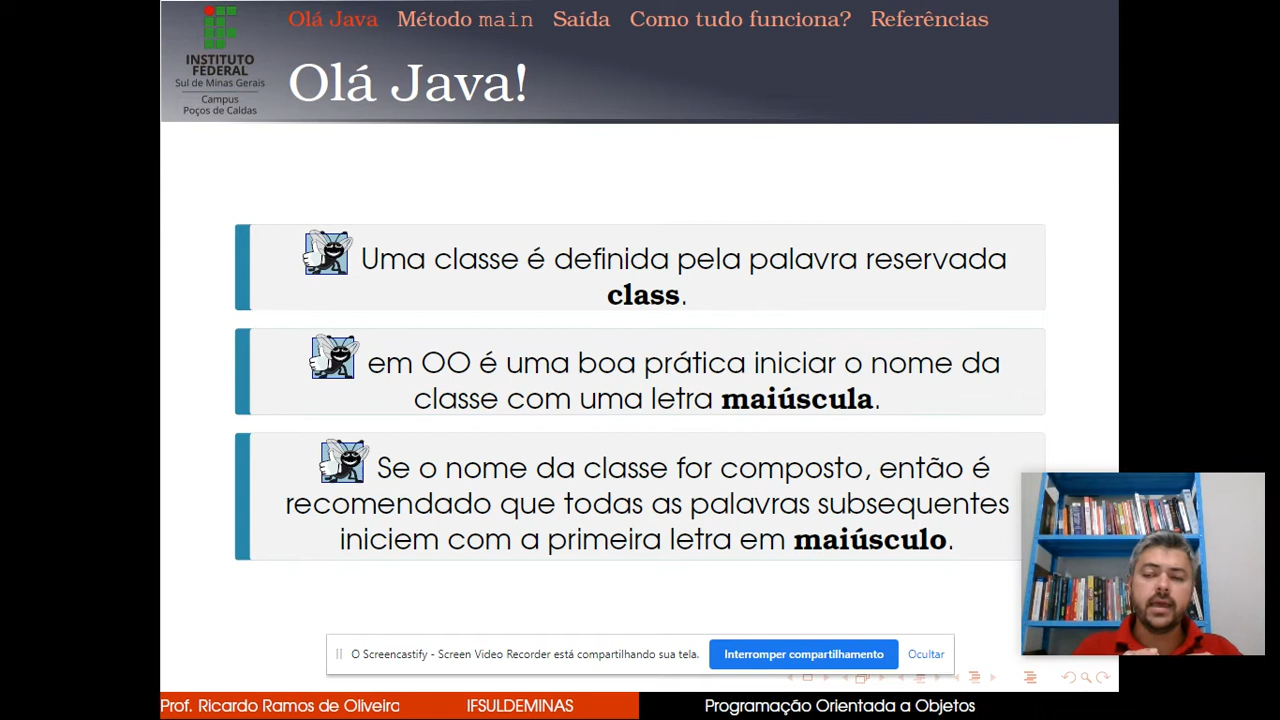 Olá Java Método main Saída Como tudo funciona? Referências
INSTITUTO
FEDERAL
Sul de Minas Gerais
Campus
Poços de Caldas
Olá Java!
Uma classe é definida pela palavra reservada
class.
em OO é uma boa prática iniciar o nome da
classe com uma letra maiúscula.
Se o nome da classe for composto, então é
recomendado que todas as palavras subsequentes
iniciem com a primeira letra em maiúsculo.
O Screencastify - Screen Video Recorder está compartilhando sua tela. Interromper compartilhamento Ocultar
Prof. Ricardo Ramos de Oliveira IFSULDEMINAS Programação Orientada a Objetos